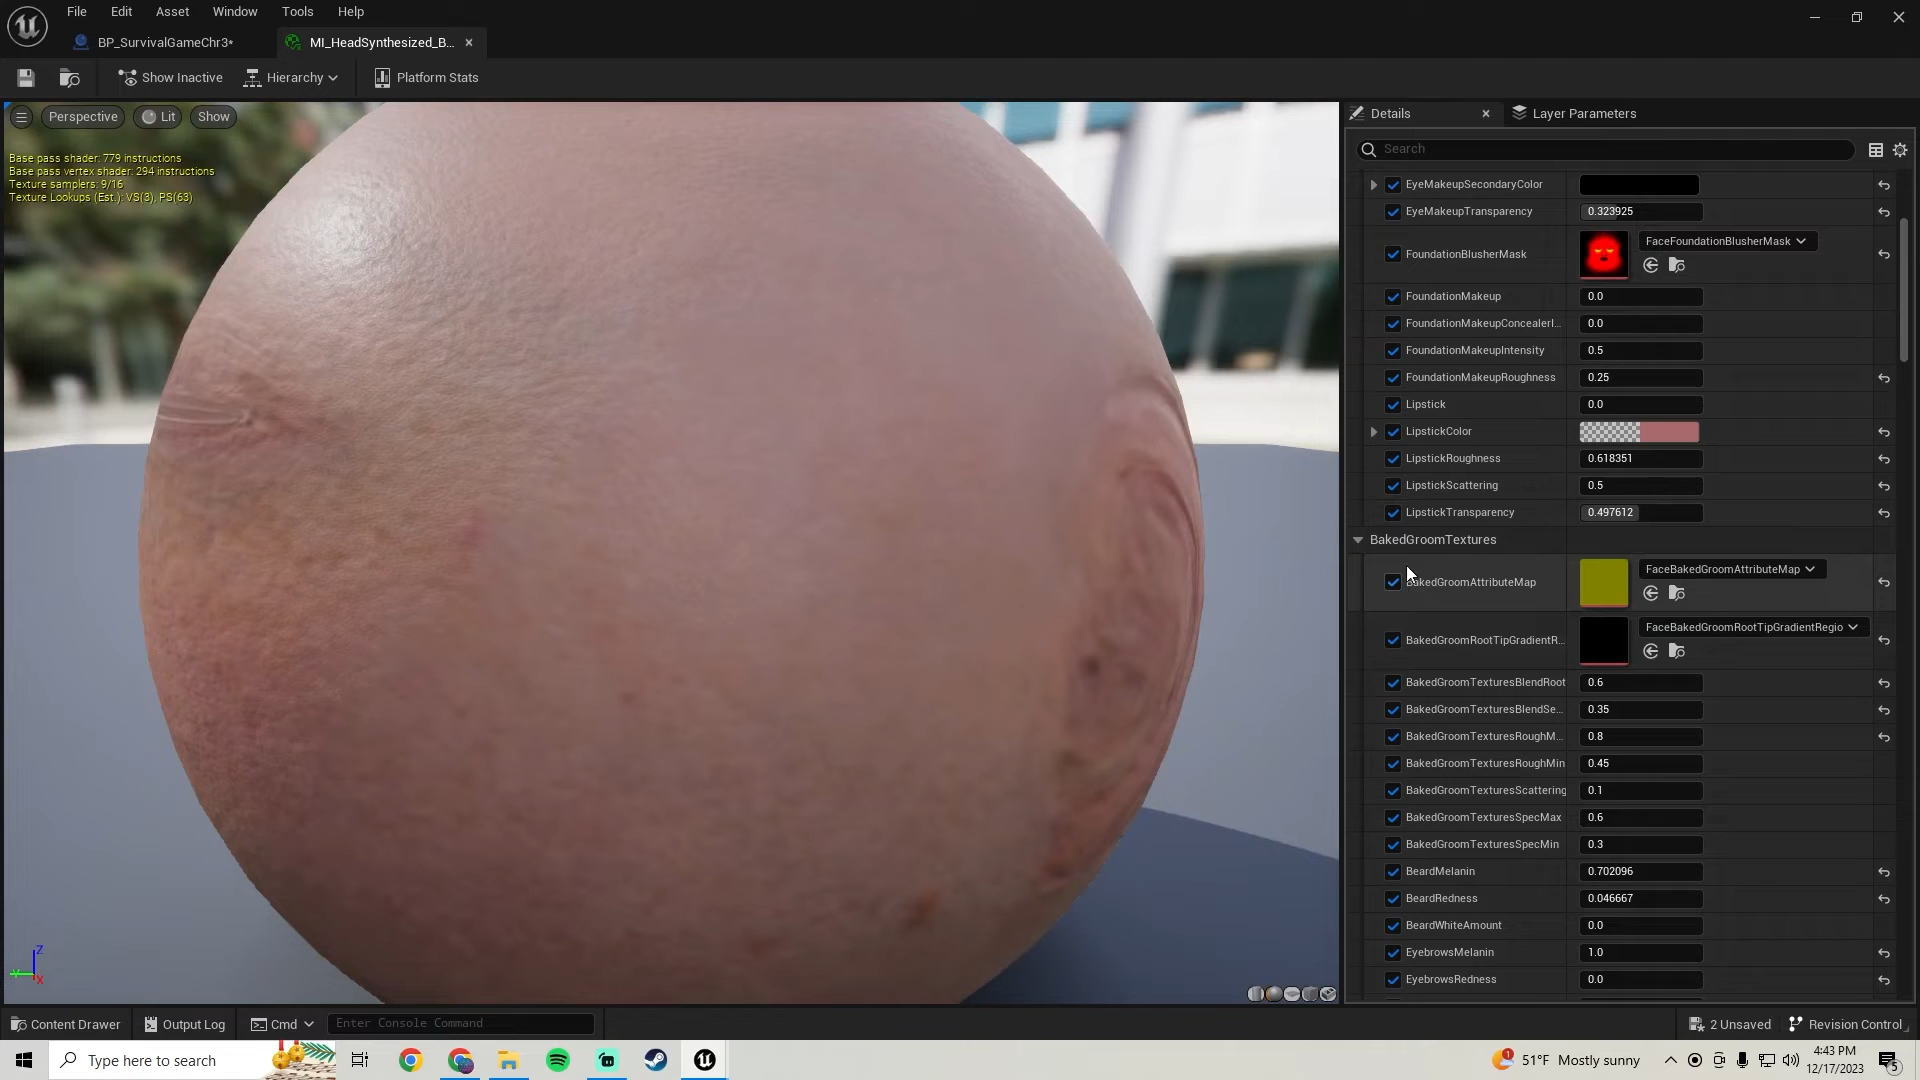 File Edit Asset Window Tools Help
BP_SurvivalGameChr3*
MI_HeadSynthesized_B...
Show Inactive Hierarchy Platform Stats
Perspective Lit Show
Base pass shader: 779 instructions
Base pass vertex shader: 294 instructions
Texture samplers: 9/16
Texture Lookups (Est.): VS(3), PS(63)
Z
Y
X
Details Layer Parameters
Search
EyeMakeupSecondaryColor
EyeMakeupTransparency 0.323925
FoundationBlusherMask FaceFoundationBlusherMask
FoundationMakeup 0.0
FoundationMakeupConcealerI... 0.0
FoundationMakeupIntensity 0.5
FoundationMakeupRoughness 0.25
Lipstick 0.0
LipstickColor
LipstickRoughness 0.618351
LipstickScattering 0.5
LipstickTransparency 0.497612
BakedGroomTextures
BakedGroomAttributeMap FaceBakedGroomAttributeMap
BakedGroomRootTipGradientR... FaceBakedGroomRootTipGradientRegio
BakedGroomTexturesBlendRoot 0.6
BakedGroomTexturesBlendSe... 0.35
BakedGroomTexturesRoughM... 0.8
BakedGroomTexturesRoughMin 0.45
BakedGroomTexturesScattering 0.1
BakedGroomTexturesSpecMax 0.6
BakedGroomTexturesSpecMin 0.3
BeardMelanin 0.702096
BeardRedness 0.046667
BeardWhiteAmount 0.0
EyebrowsMelanin 1.0
EyebrowsRedness 0.0
Content Drawer Output Log Cmd Enter Console Command 2 Unsaved Revision Control
Type here to search 1 51°F Mostly sunny 4:43 PM
12/17/2023 5